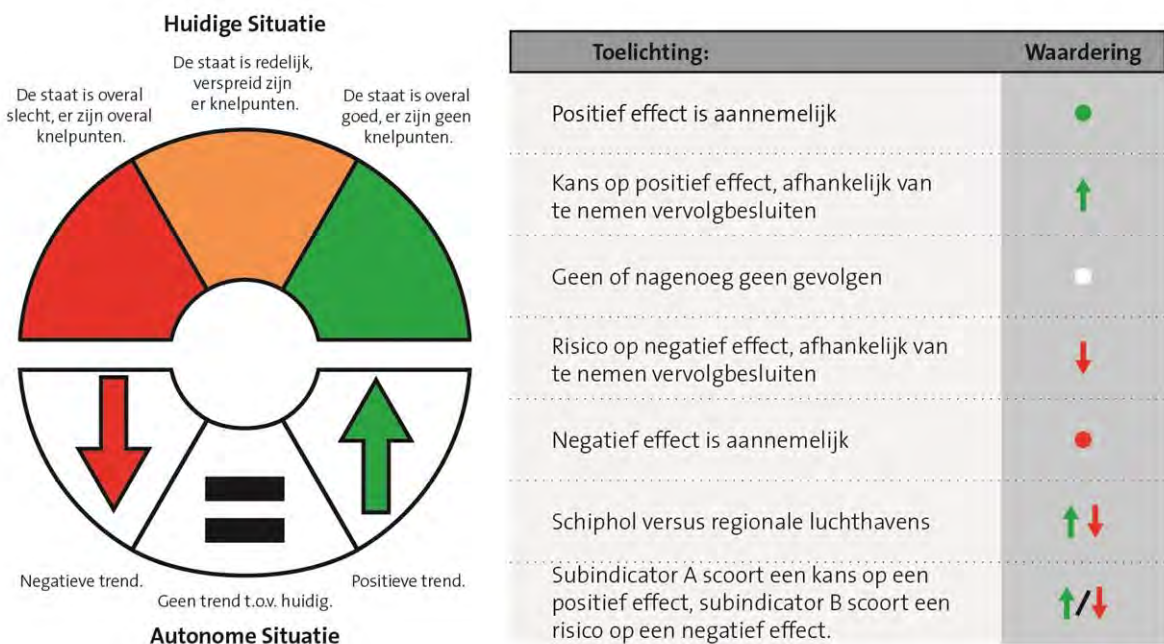 Huidige Situatie
De staat is redelijk,
verspreid zijn
er knelpunten.
De staat is overal
slecht, er zijn overal
knelpunten.
De staat is overal
goed, er zijn geen
knelpunten.
Negatieve trend.
Geen trend t.o.v. huidig.
Positieve trend.
Autonome Situatie
Toelichting: Waardering
Positief effect is aannemelijk
Kans op positief effect, afhankelijk van
te nemen vervolgbesluiten
Geen of nagenoeg geen gevolgen
Risico op negatief effect, afhankelijk van
te nemen vervolgbesluiten
Negatief effect is aannemelijk
Schiphol versus regionale luchthavens
Subindicator A scoort een kans op een
positief effect, subindicator B scoort een
risico op een negatief effect.